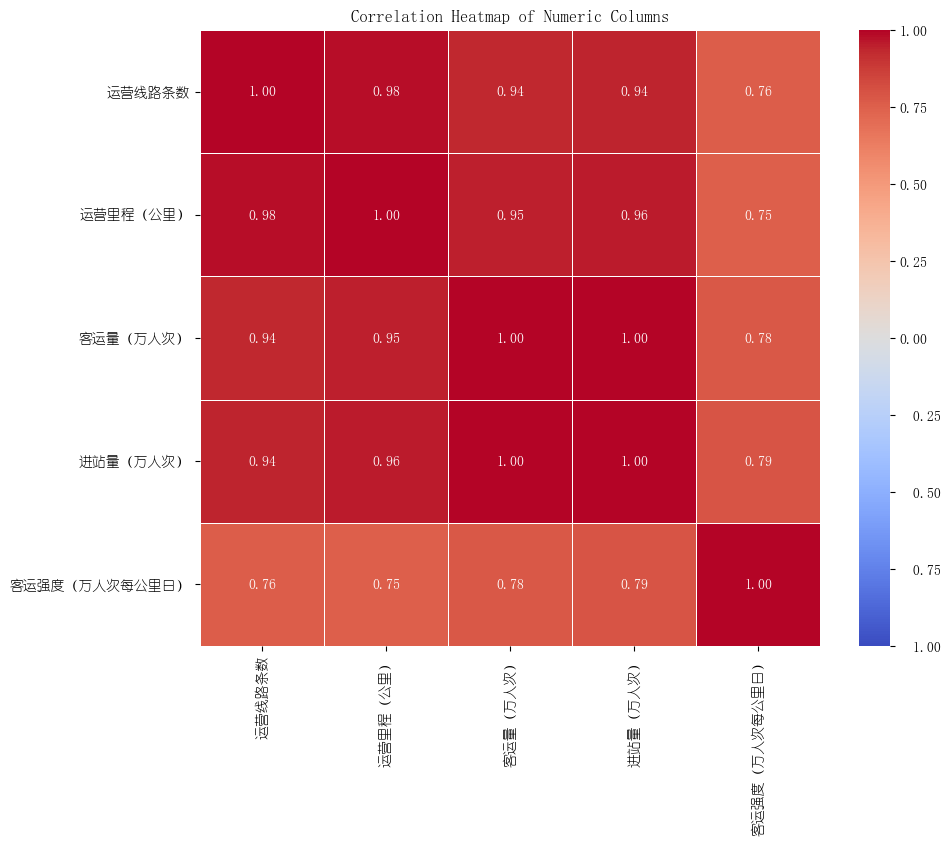 Correlation Heatmap of Numeric Columns
运营线路条数 1.00 0.98 0.94 0.94 0.76
运营里程 (公里) 0.98 1.00 0.95 0.96 0.75
客运量 (万人次) 0.94 0.95 1.00 1.00 0.78
进站量 (万人次) 0.94 0.96 1.00 1.00 0.79
客运强度 (万人次每公里日) 0.76 0.75 0.78 0.79 1.00
运营线路条数
运营里程 (公里)
客运量 (万人次)
进站量 (万人次)
客运强度 (万人次每公里日)
1.00
0.75
0.50
0.25
0.00
0.25
0.50
0.75
1.00